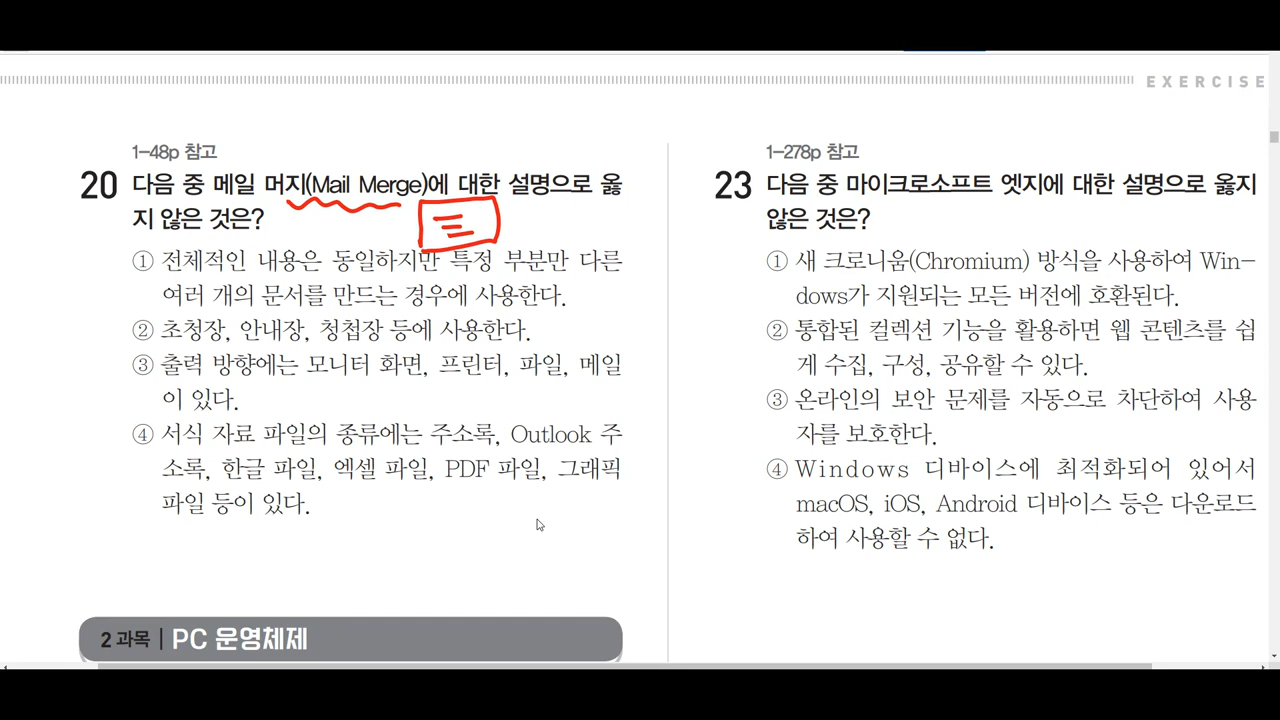 EXERCISE
1-48p 참고
20 다음 중 메일 머지(Mail Merge)에 대한 설명으로 옳
지 않은 것은?
① 전체적인 내용은 동일하지만 특정 부분만 다른
여러 개의 문서를 만드는 경우에 사용한다.
② 초청장, 안내장, 청첩장 등에 사용한다.
③ 출력 방향에는 모니터 화면, 프린터, 파일, 메일
이 있다.
④ 서식 자료 파일의 종류에는 주소록, Outlook 주
소록, 한글 파일, 엑셀 파일, PDF 파일, 그래픽
파일 등이 있다.
2 과목 | PC 운영체제
1-278p 참고
23 다음 중 마이크로소프트 엣지에 대한 설명으로 옳지
않은 것은?
① 새 크로니움(Chromium) 방식을 사용하여 Win-
dows가 지원되는 모든 버전에 호환된다.
② 통합된 컬렉션 기능을 활용하면 웹 콘텐츠를 쉽
게 수집, 구성, 공유할 수 있다.
③ 온라인의 보안 문제를 자동으로 차단하여 사용
자를 보호한다.
④ Windows 디바이스에 최적화되어 있어서
macOS, iOS, Android 디바이스 등은 다운로드
하여 사용할 수 없다.